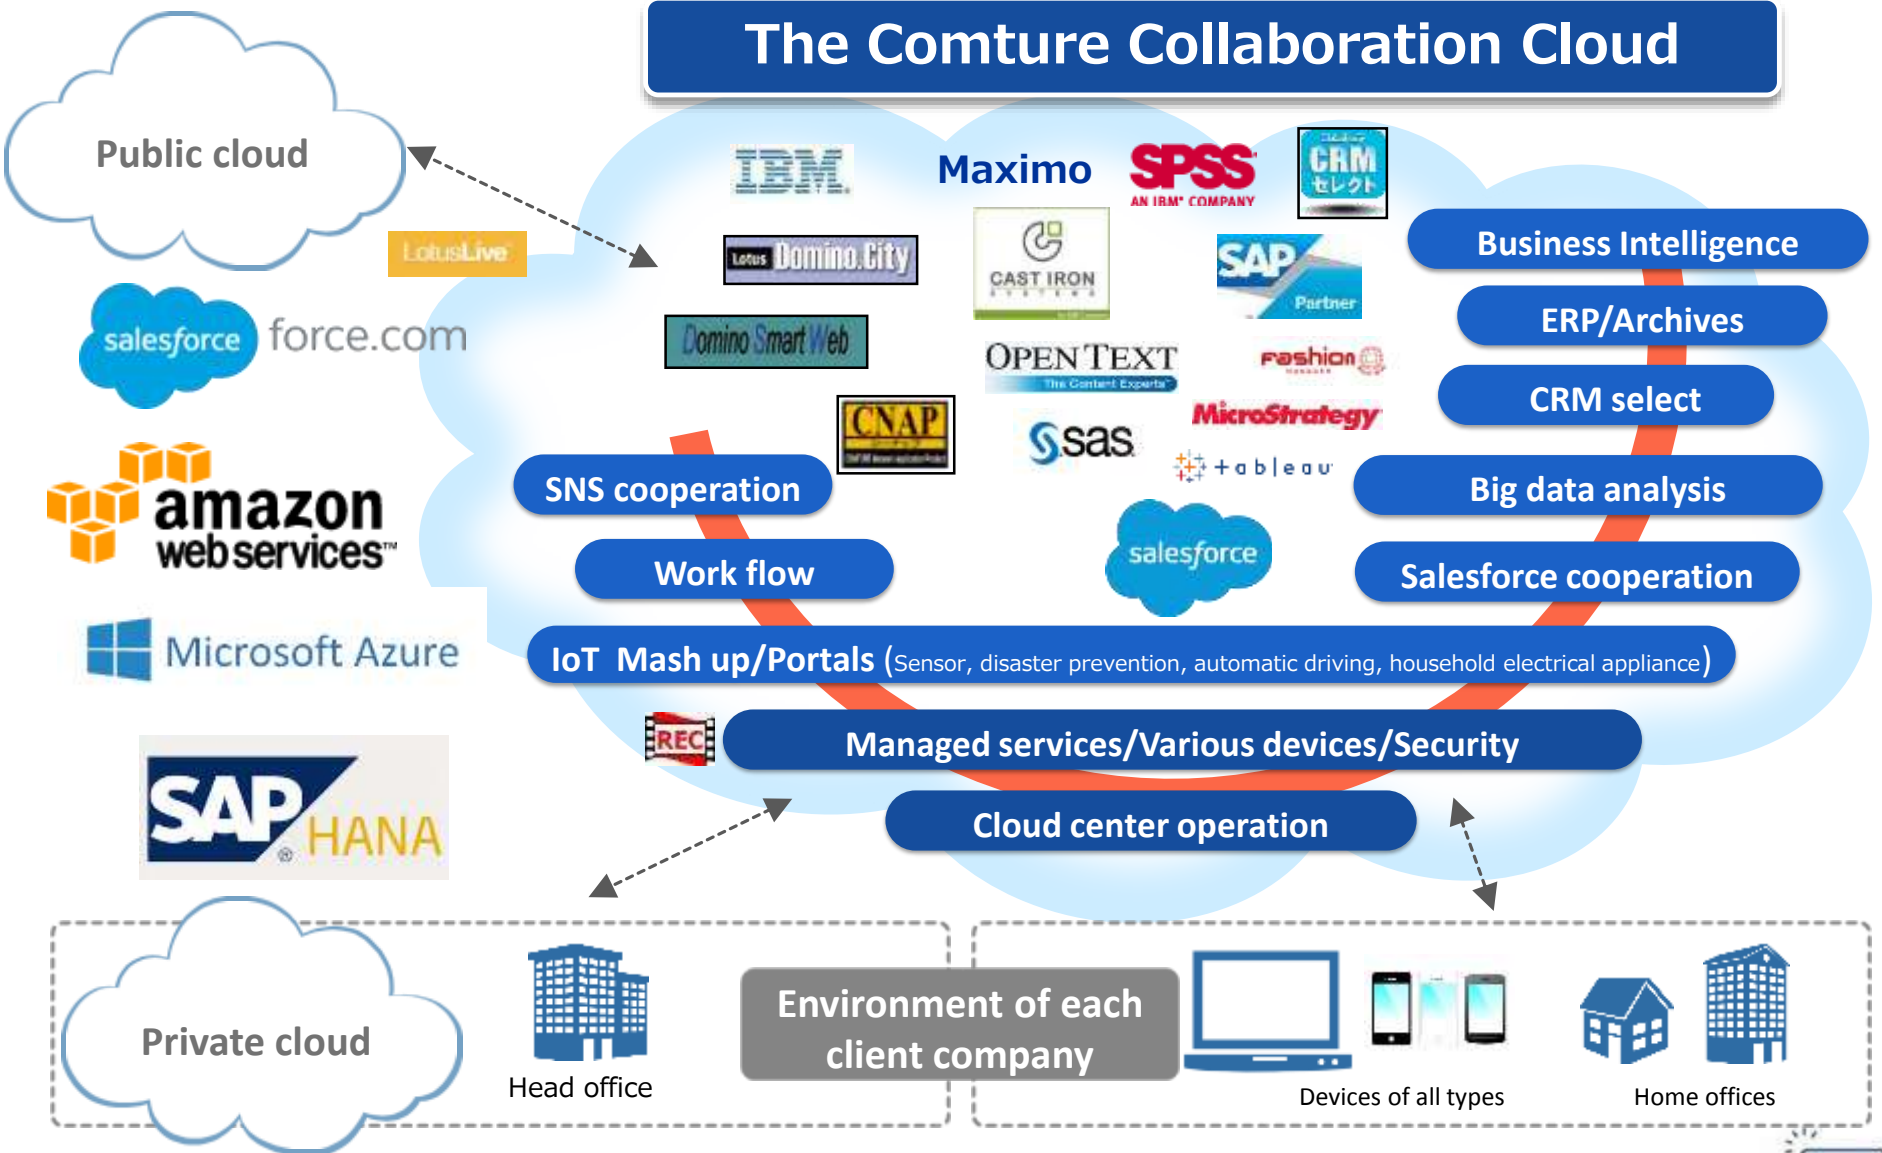 The Comture Collaboration Cloud
Public cloud
IBM
Maximo
SPSS
AN IBM® COMPANY
CRM
セレクト
LotusLive
Lotus Domino.City
CAST IRON
SYSTEMS
SAP
Partner
Business Intelligence
salesforce
force.com
Domino Smart Web
OPEN TEXT
The Content Experts™
Fashion
ERP/Archives
CRM select
CNAP
sas
MicroStrategy
+ableau
amazon
webservices™
SNS cooperation
Big data analysis
salesforce
Work flow
Salesforce cooperation
Microsoft Azure
IoT Mash up/Portals (Sensor, disaster prevention, automatic driving, household electrical appliance)
REC
Managed services/Various devices/Security
SAP
®
HANA
Cloud center operation
Private cloud
Head office
Environment of each
client company
Devices of all types
Home offices